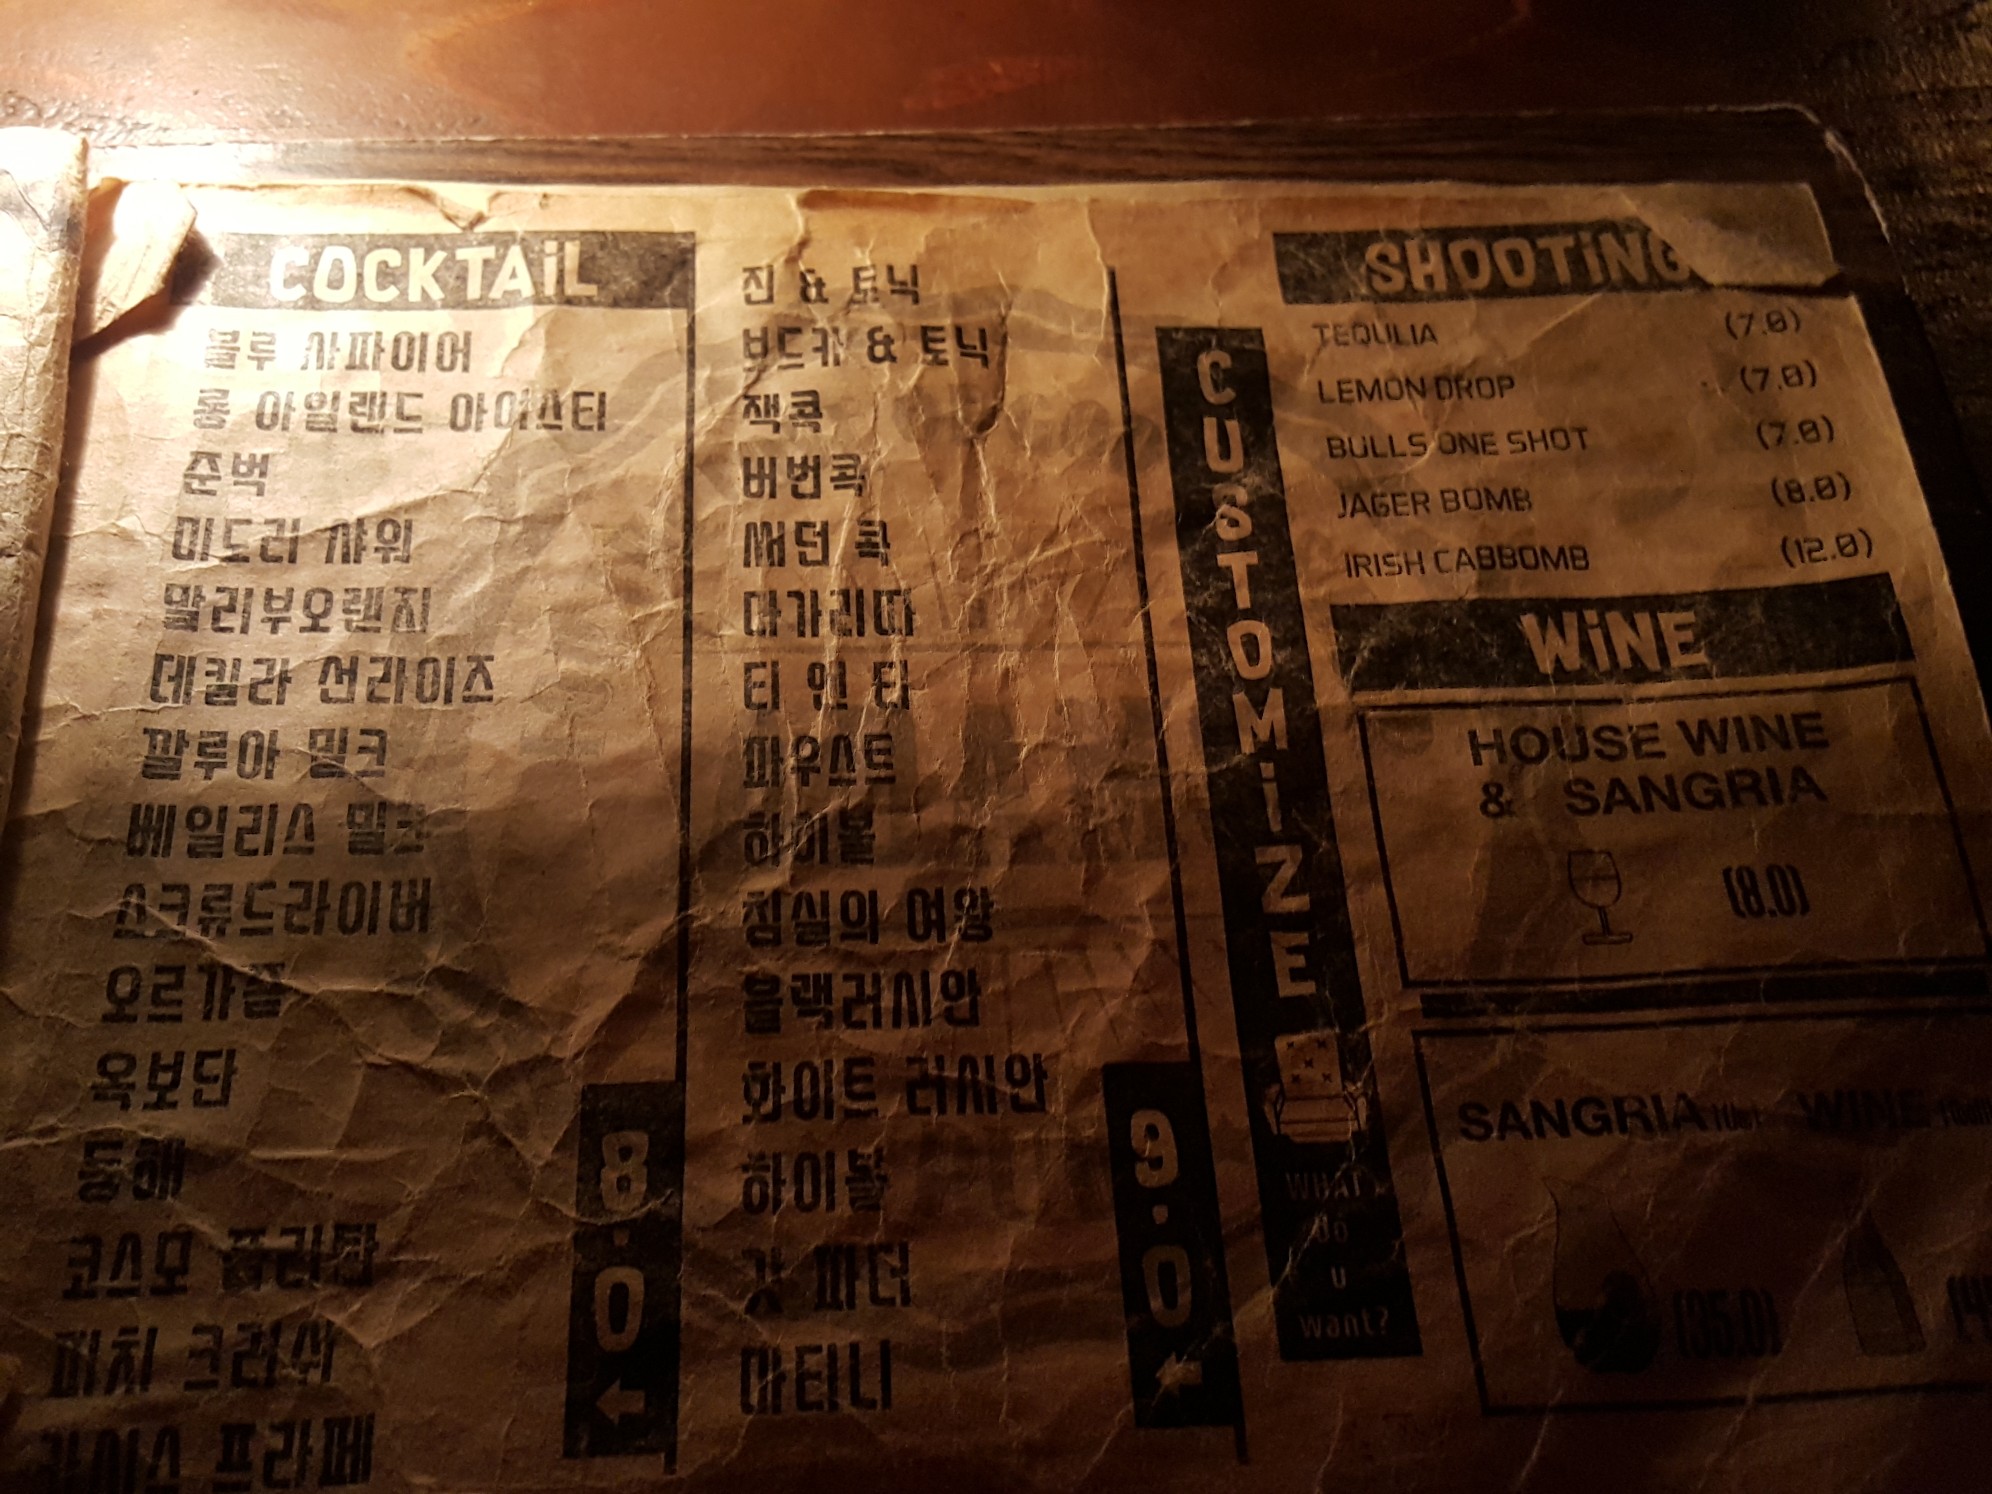 COCKTAiL
블루 사파이어
롱 아일랜드 아이스티
준벅
미도리 샤워
말리부오렌지
데킬라 선라이즈
깔루아 밀크
베일리스 밀크
스크류드라이버
오르가즘
옥보단
동해
코스모 폴리탄
피치 크러쉬
프라페
8.0
진 & 토닉
보드카 & 토닉
잭콕
버번콕
써던 콕
마가리따
티 인 티
파우스트
하이볼
침실의 여왕
블랙러시안
화이트 러시안
하이볼
갓 파더
마티니
9.0
CUSTOMiZE
WHAT
do
u
want?
SHOOTiNG
TEQULIA (7.0)
LEMON DROP (7.0)
BULLS ONE SHOT (7.0)
JAGER BOMB (8.0)
IRISH CABBOMB (12.0)
WiNE
HOUSE WINE
& SANGRIA
(8.0)
SANGRIA WINE
(35.0)